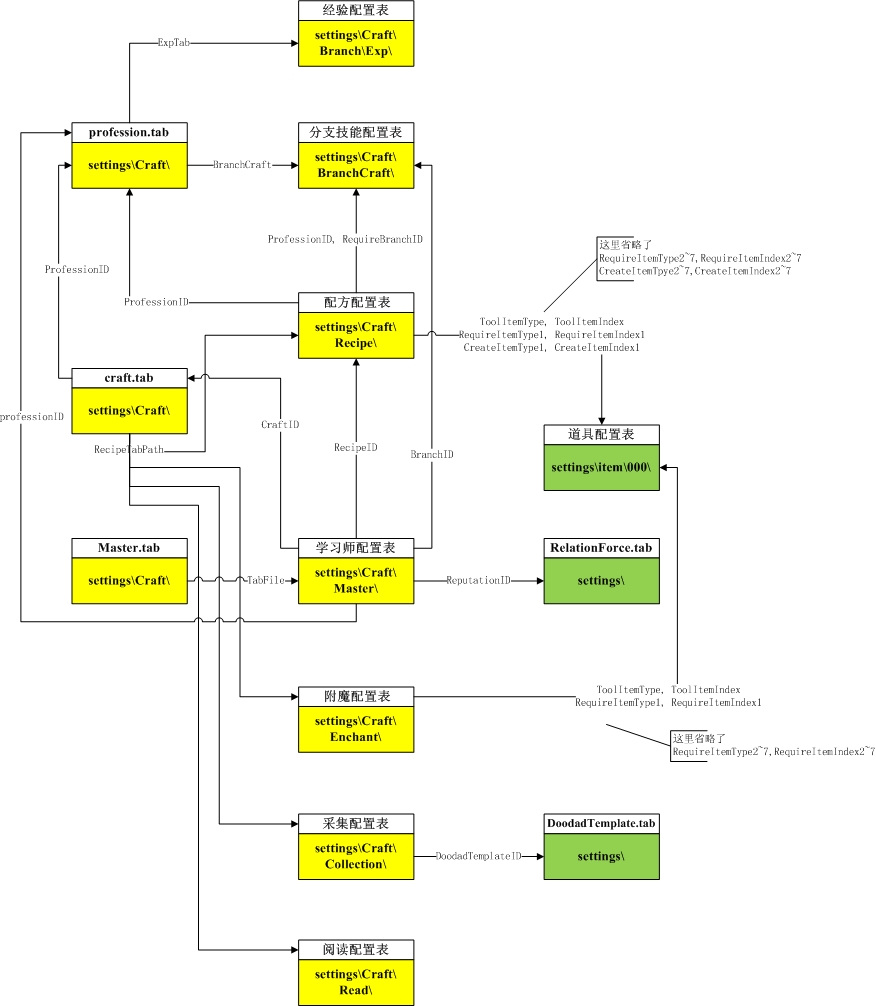 经验配置表
settings\Craft\
Branch\Exp\
ExpTab
profession.tab
settings\Craft\
BranchCraft
分支技能配置表
settings\Craft\
BranchCraft\
ProfessionID, RequireBranchID
这里省略了
RequireItemType2~7,RequireItemIndex2~7
CreateItemTpye2~7,CreateItemIndex2~7
ProfessionID
ProfessionID
配方配置表
settings\Craft\
Recipe\
ToolItemType, ToolItemIndex
RequireItemType1, RequireItemIndex1
CreateItemType1, CreateItemIndex1
craft.tab
settings\Craft\
professionID
CraftID
RecipeTabPath
RecipeID
BranchID
道具配置表
settings\item\000\
Master.tab
settings\Craft\
TabFile
学习师配置表
settings\Craft\
Master\
ReputationID
RelationForce.tab
settings\
附魔配置表
settings\Craft\
Enchant\
ToolItemType, ToolItemIndex
RequireItemType1, RequireItemIndex1
这里省略了
RequireItemType2~7,RequireItemIndex2~7
采集配置表
settings\Craft\
Collection\
DoodadTemplateID
DoodadTemplate.tab
settings\
阅读配置表
settings\Craft\
Read\